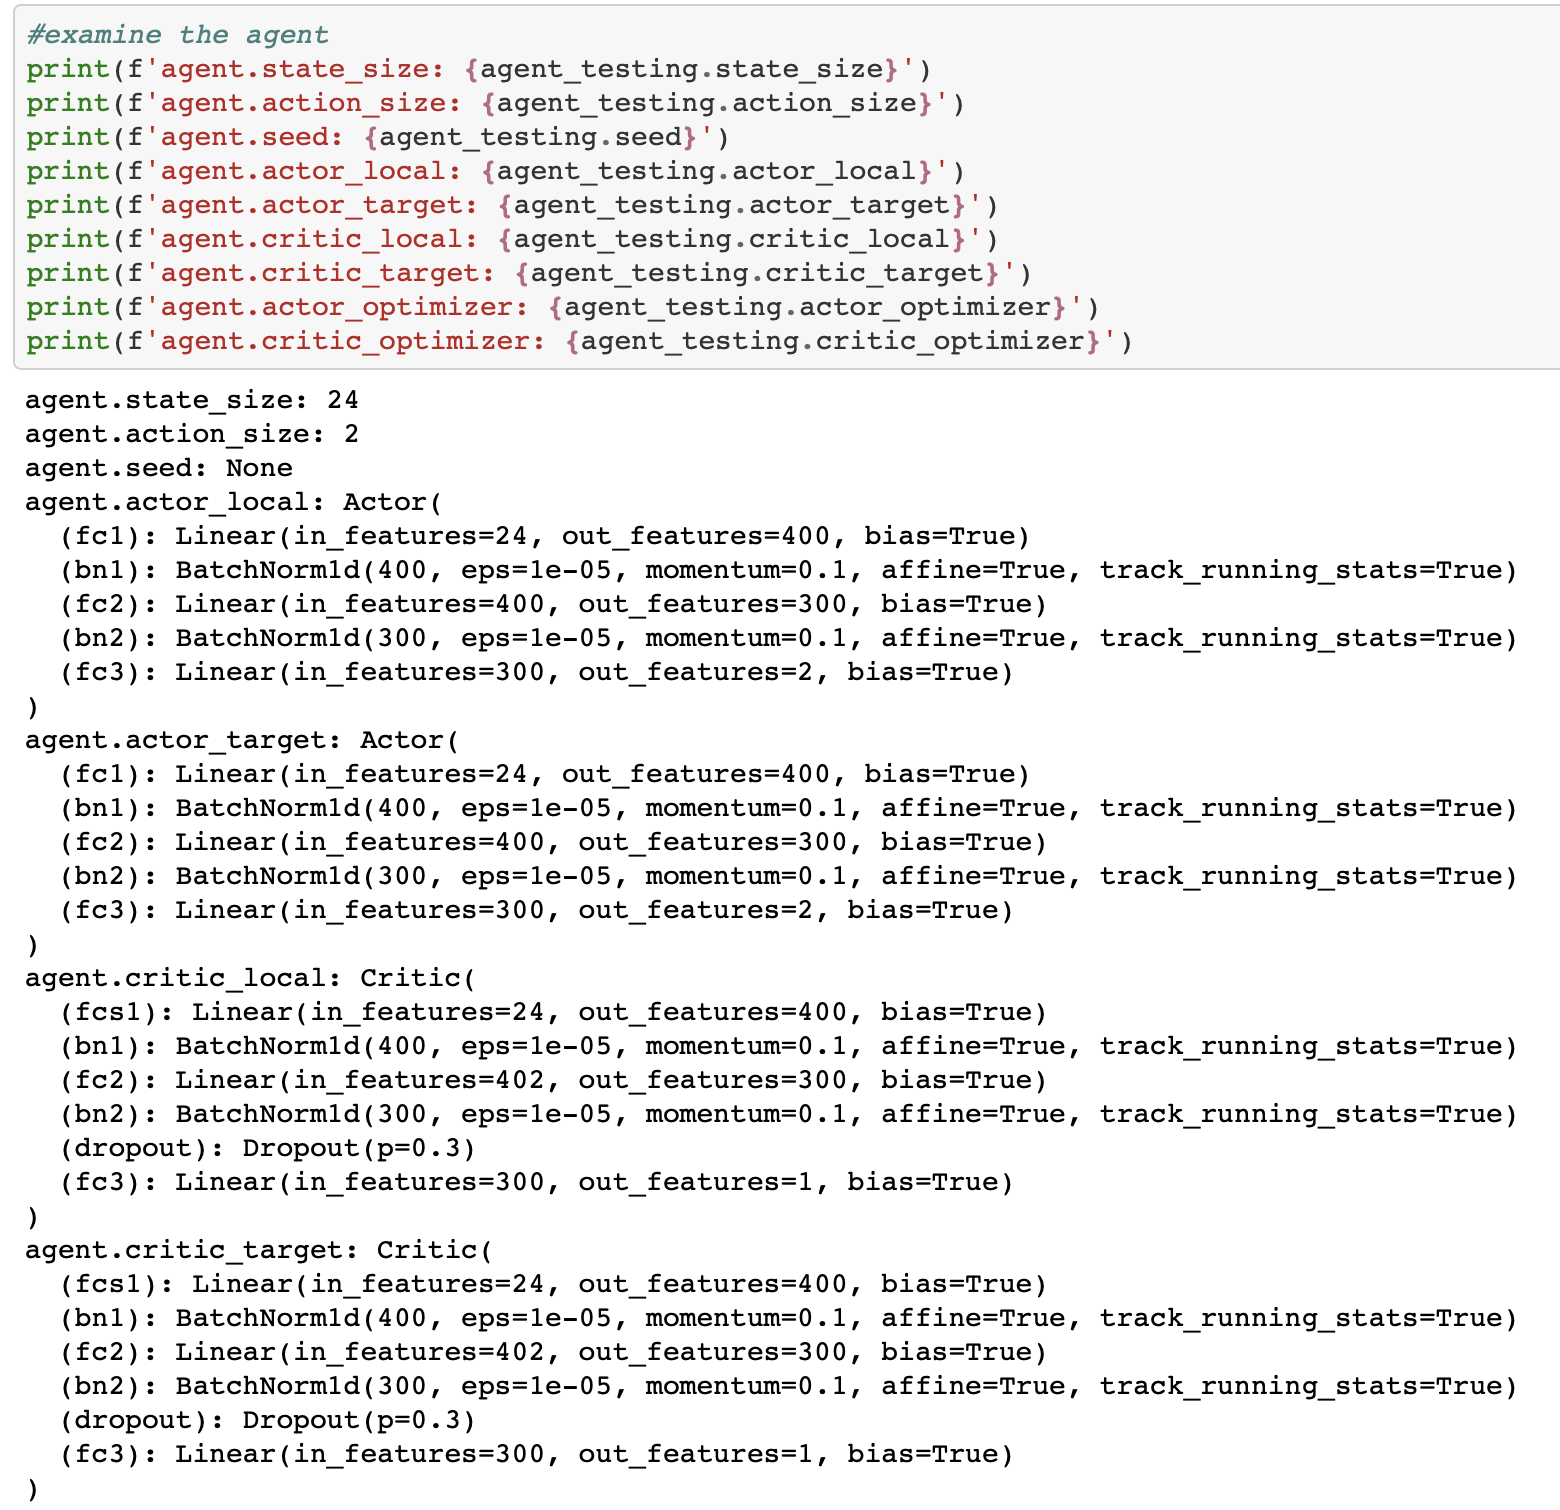 #examine the agent
print(f'agent.state_size: {agent_testing.state_size}')
print(f'agent.action_size: {agent_testing.action_size}')
print(f'agent.seed: {agent_testing.seed}')
print(f'agent.actor_local: {agent_testing.actor_local}')
print(f'agent.actor_target: {agent_testing.actor_target}')
print(f'agent.critic_local: {agent_testing.critic_local}')
print(f'agent.critic_target: {agent_testing.critic_target}')
print(f'agent.actor_optimizer: {agent_testing.actor_optimizer}')
print(f'agent.critic_optimizer: {agent_testing.critic_optimizer}')
agent.state_size: 24
agent.action_size: 2
agent.seed: None
agent.actor_local: Actor(
  (fc1): Linear(in_features=24, out_features=400, bias=True)
  (bn1): BatchNorm1d(400, eps=1e-05, momentum=0.1, affine=True, track_running_stats=True)
  (fc2): Linear(in_features=400, out_features=300, bias=True)
  (bn2): BatchNorm1d(300, eps=1e-05, momentum=0.1, affine=True, track_running_stats=True)
  (fc3): Linear(in_features=300, out_features=2, bias=True)
)
agent.actor_target: Actor(
  (fc1): Linear(in_features=24, out_features=400, bias=True)
  (bn1): BatchNorm1d(400, eps=1e-05, momentum=0.1, affine=True, track_running_stats=True)
  (fc2): Linear(in_features=400, out_features=300, bias=True)
  (bn2): BatchNorm1d(300, eps=1e-05, momentum=0.1, affine=True, track_running_stats=True)
  (fc3): Linear(in_features=300, out_features=2, bias=True)
)
agent.critic_local: Critic(
  (fcs1): Linear(in_features=24, out_features=400, bias=True)
  (bn1): BatchNorm1d(400, eps=1e-05, momentum=0.1, affine=True, track_running_stats=True)
  (fc2): Linear(in_features=402, out_features=300, bias=True)
  (bn2): BatchNorm1d(300, eps=1e-05, momentum=0.1, affine=True, track_running_stats=True)
  (dropout): Dropout(p=0.3)
  (fc3): Linear(in_features=300, out_features=1, bias=True)
)
agent.critic_target: Critic(
  (fcs1): Linear(in_features=24, out_features=400, bias=True)
  (bn1): BatchNorm1d(400, eps=1e-05, momentum=0.1, affine=True, track_running_stats=True)
  (fc2): Linear(in_features=402, out_features=300, bias=True)
  (bn2): BatchNorm1d(300, eps=1e-05, momentum=0.1, affine=True, track_running_stats=True)
  (dropout): Dropout(p=0.3)
  (fc3): Linear(in_features=300, out_features=1, bias=True)
)